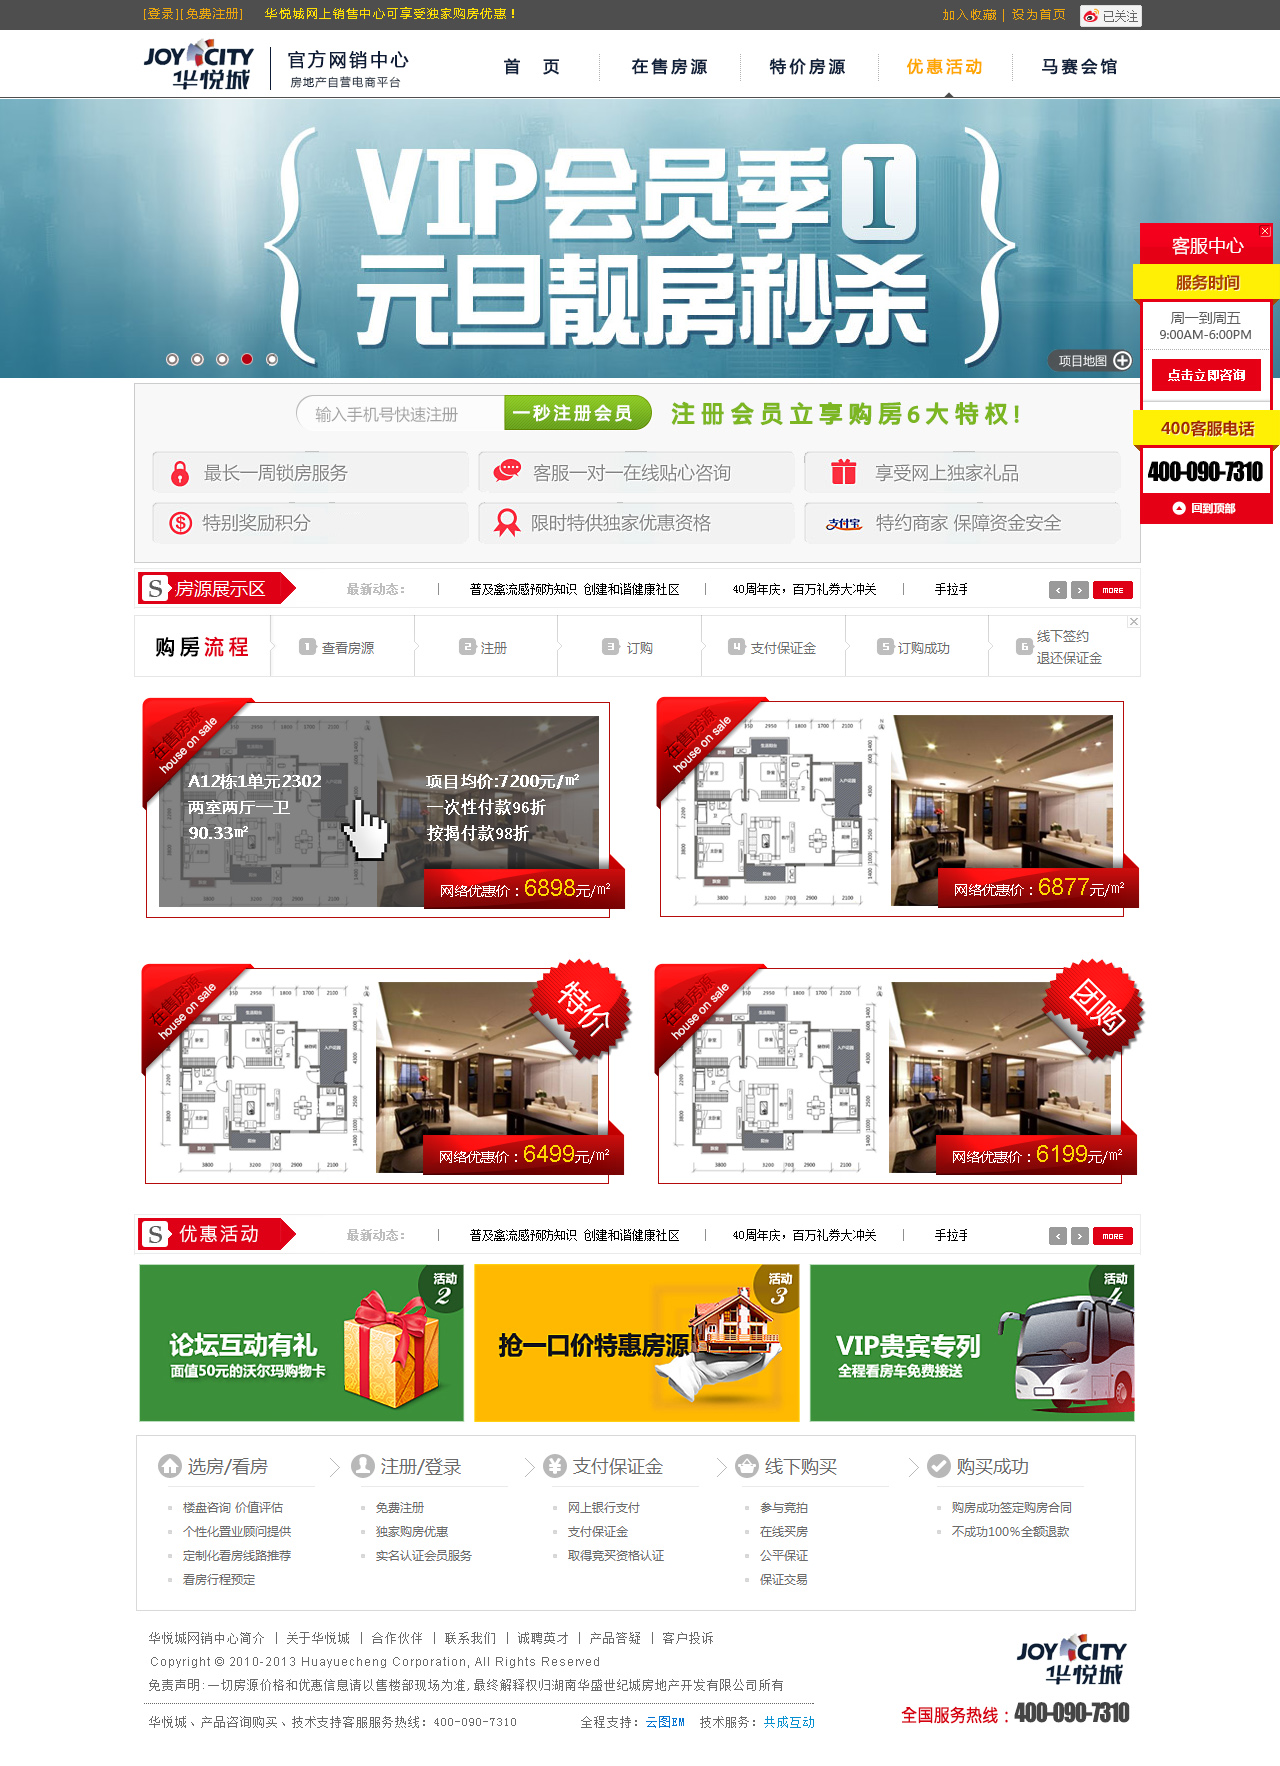 [登录][免费注册] 华悦城网上销售中心可享受独家购房优惠！ 加入收藏 | 设为首页 已关注
JOY CITY 华悦城 官方网销中心
房地产自营电商平台
首 页 在售房源 特价房源 优惠活动 马赛会馆
VIP会员季 I
元旦靓房秒杀
项目地图
客服中心
服务时间
周一到周五
9:00AM-6:00PM
点击立即咨询
400客服电话
400-090-7310
回到顶部
输入手机号快速注册 一秒注册会员 注册会员立享购房6大特权!
最长一周锁房服务 客服一对一在线贴心咨询 享受网上独家礼品
特别奖励积分 限时特供独家优惠资格 支付宝 特约商家 保障资金安全
S 房源展示区 最新动态: 普及禽流感预防知识 创建和谐健康社区 | 40周年庆，百万礼券大冲关 | 手拉手 MORE
购房流程 1 查看房源 2 注册 3 订购 4 支付保证金 5 订购成功 6 线下签约
退还保证金
在售房源
house on sale
A12栋1单元2302 项目均价:7200元/㎡
两室两厅一卫 一次性付款96折
90.33㎡ 按揭付款98折
网络优惠价：6898元/㎡
在售房源
house on sale
网络优惠价：6877元/㎡
在售房源
house on sale
特价
网络优惠价：6499元/㎡
在售房源
house on sale
团购
网络优惠价：6199元/㎡
S 优惠活动 最新动态: 普及禽流感预防知识 创建和谐健康社区 | 40周年庆，百万礼券大冲关 | 手拉手 MORE
活动 2
论坛互动有礼
面值50元的沃尔玛购物卡
活动 3
抢一口价特惠房源
活动 4
VIP贵宾专列
全程看房车免费接送
选房/看房 注册/登录 支付保证金 线下购买 购买成功
楼盘咨询 价值评估 免费注册 网上银行支付 参与竞拍 购房成功签定购房合同
个性化置业顾问提供 独家购房优惠 支付保证金 在线买房 不成功100%全额退款
定制化看房线路推荐 实名认证会员服务 取得竞买资格认证 公平保证
看房行程预定 保证交易
华悦城网销中心简介 | 关于华悦城 | 合作伙伴 | 联系我们 | 诚聘英才 | 产品答疑 | 客户投诉
Copyright © 2010-2013 Huayuecheng Corporation, All Rights Reserved
免责声明:一切房源价格和优惠信息请以售楼部现场为准,最终解释权归湖南华盛世纪城房地产开发有限公司所有
华悦城、产品咨询购买、技术支持客服服务热线: 400-090-7310 全程支持: 云图EM 技术服务: 共成互动
JOY CITY 华悦城
全国服务热线：400-090-7310